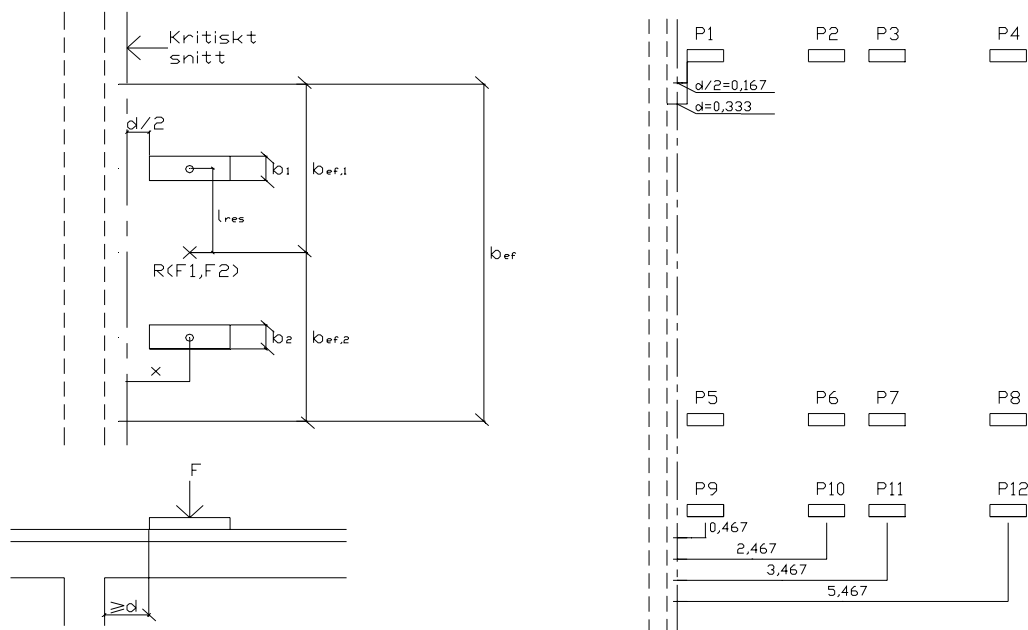 Kritiskt
snitt
d/2
b1
bef,1
lres
bef
R(F1,F2)
b2
bef,2
x
F
≥d
P1 P2 P3 P4
d/2=0,167
d=0,333
P5 P6 P7 P8
P9 P10 P11 P12
0,467
2,467
3,467
5,467